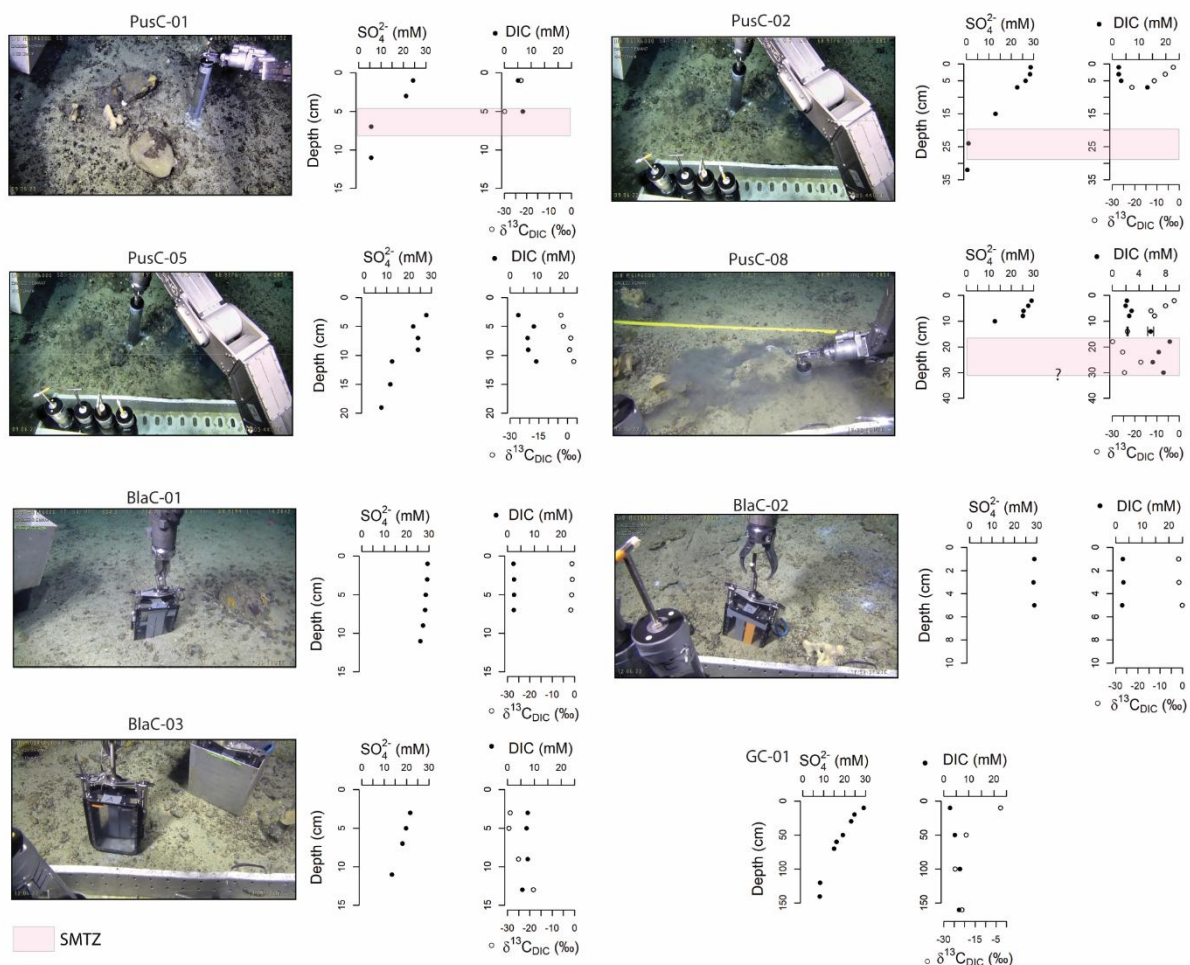 PusC-01
SO₄²⁻ (mM)
0 10 20 30
● DIC (mM)
0 10 20
Depth (cm)
0
5
10
15
-30 -20 -10 0
○ δ¹³C_DIC (‰)
PusC-02
SO₄²⁻ (mM)
0 10 20 30
● DIC (mM)
0 10 20
Depth (cm)
0
5
15
25
35
-30 -20 -10 0
○ δ¹³C_DIC (‰)
PusC-05
SO₄²⁻ (mM)
0 10 20 30
● DIC (mM)
0 10 20
Depth (cm)
0
5
10
15
20
-30 -15 0
○ δ¹³C_DIC (‰)
PusC-08
SO₄²⁻ (mM)
0 10 20 30
● DIC (mM)
0 2 4 8
Depth (cm)
0
10
20
30
40
?
-30 -20 -10 0
○ δ¹³C_DIC (‰)
BlaC-01
SO₄²⁻ (mM)
0 10 20 30
● DIC (mM)
0 10 20
Depth (cm)
0
5
10
15
-30 -20 -10 0
○ δ¹³C_DIC (‰)
BlaC-02
SO₄²⁻ (mM)
0 10 20 30
● DIC (mM)
0 10 20
Depth (cm)
0
2
4
6
8
10
-30 -20 -10 0
○ δ¹³C_DIC (‰)
BlaC-03
SO₄²⁻ (mM)
0 10 20 30
● DIC (mM)
0 10 20
Depth (cm)
0
5
10
15
-30 -20 -10 0
○ δ¹³C_DIC (‰)
SMTZ
GC-01
SO₄²⁻ (mM)
0 10 20 30
● DIC (mM)
0 10 20
Depth (cm)
0
50
100
150
-30 -15 -5
○ δ¹³C_DIC (‰)